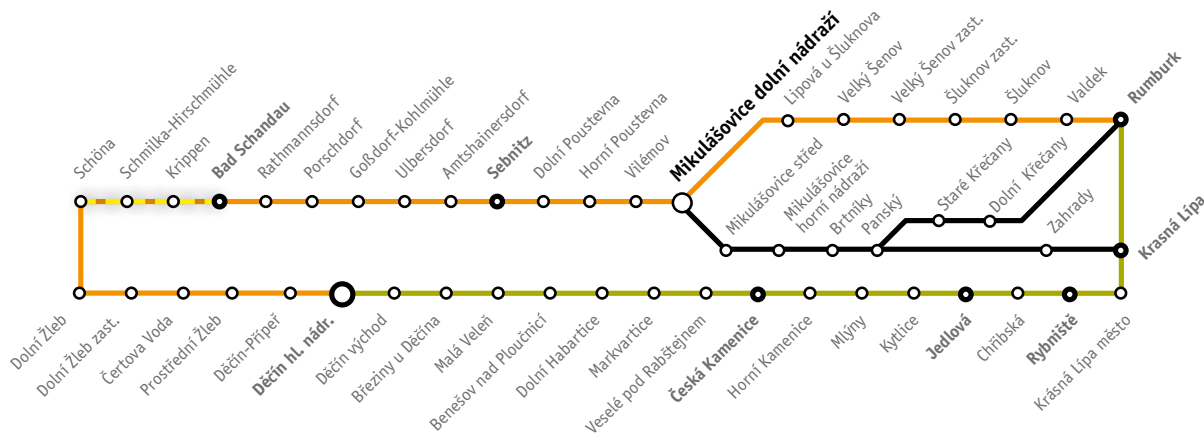 Schöna
Schmilka-Hirschmühle
Krippen
Bad Schandau
Rathmannsdorf
Porschdorf
Goßdorf-Kohlmühle
Ulbersdorf
Amtshainersdorf
Sebnitz
Dolní Poustevna
Horní Poustevna
Vilémov
Mikulášovice dolní nádraží
Lipová u Šluknova
Velký Šenov
Velký Šenov zast.
Šluknov zast.
Šluknov
Valdek
Rumburk
Mikulášovice střed
Mikulášovice
horní nádraží
Brtníky
Panský
Staré Křečany
Dolní Křečany
Zahrady
Krasná Lípa
Dolní Žleb
Dolní Žleb zast.
Čertova Voda
Prostřední Žleb
Děčín-Přípeř
Děčín hl. nádr.
Děčín východ
Březiny u Děčína
Malá Veleň
Benešov nad Ploučnicí
Dolní Habartice
Markvartice
Veselé pod Rabštejnem
Česká Kamenice
Horní Kamenice
Mlýny
Kytlice
Jedlová
Chřibská
Rybniště
Krásná Lípa město